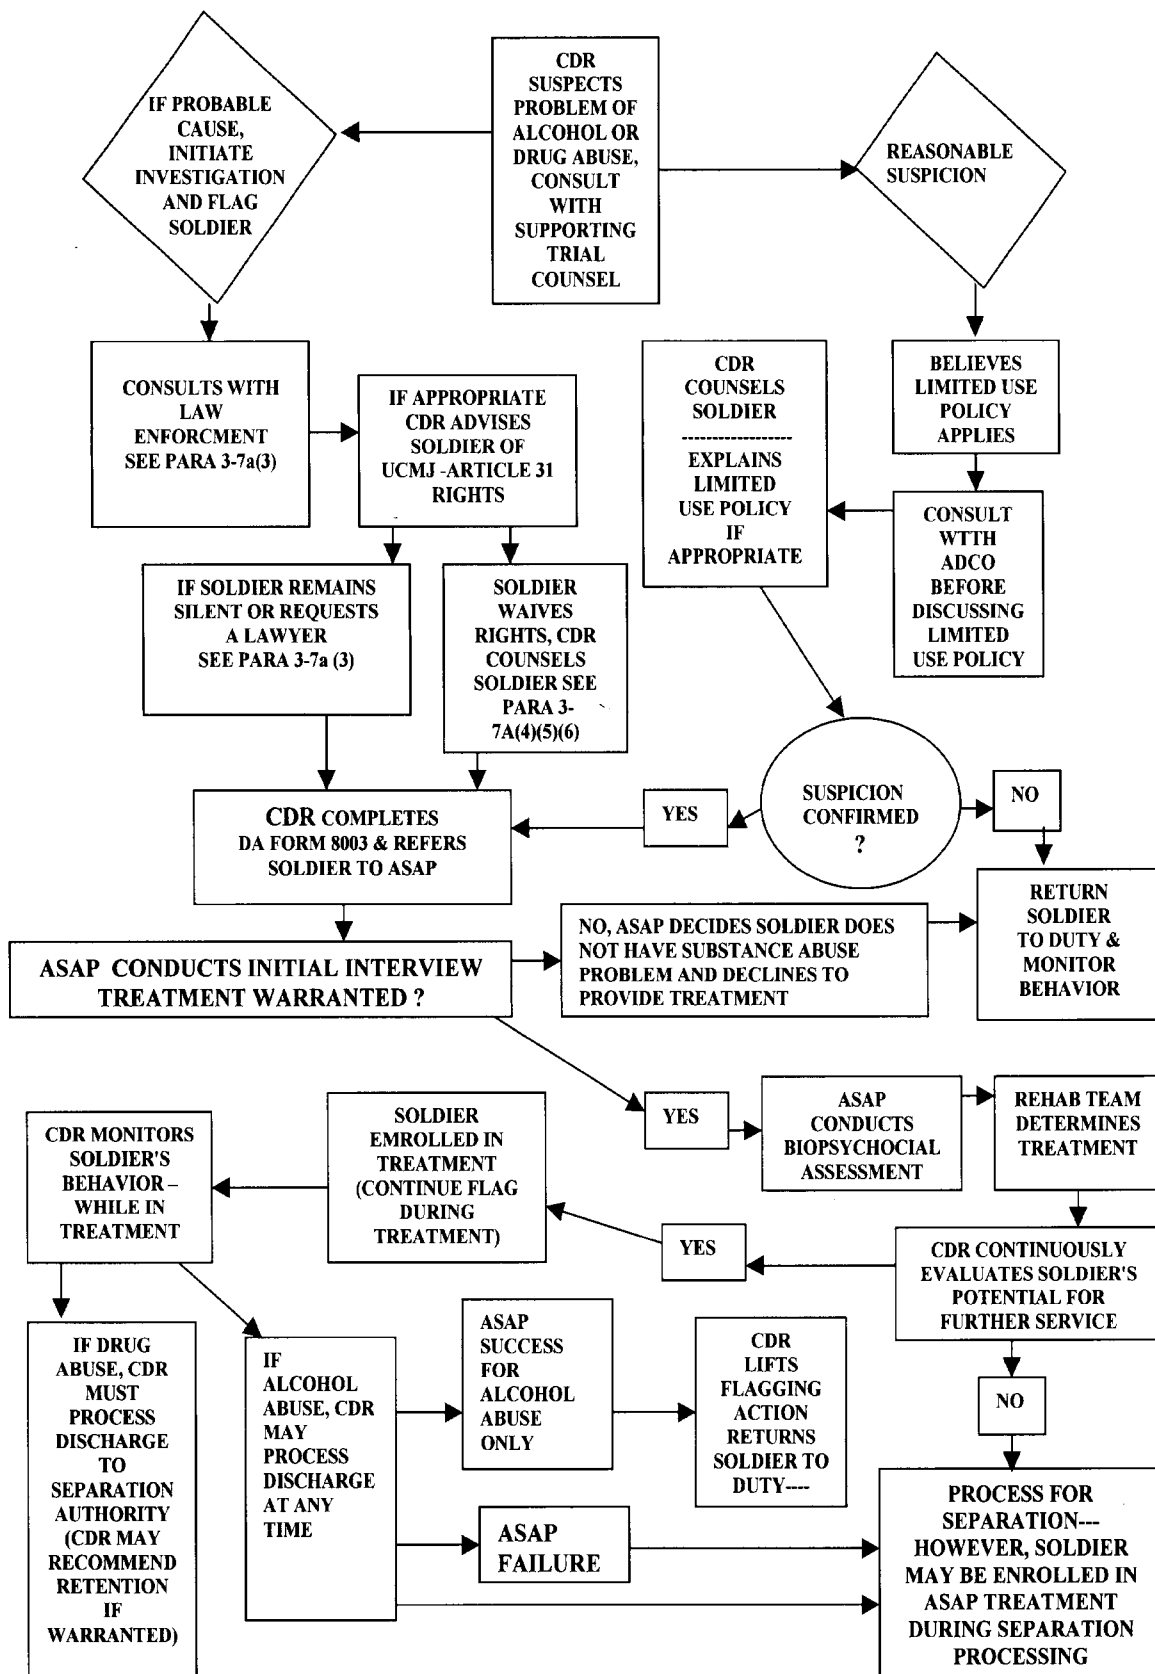 CDR
SUSPECTS
PROBLEM OF
ALCOHOL OR
DRUG ABUSE,
CONSULT
WITH
SUPPORTING
TRIAL
COUNSEL
IF PROBABLE
CAUSE,
INITIATE
INVESTIGATION
AND FLAG
SOLDIER
REASONABLE
SUSPICION
CONSULTS WITH
LAW
ENFORCMENT
SEE PARA 3-7a(3)
IF APPROPRIATE
CDR ADVISES
SOLDIER OF
UCMJ -ARTICLE 31
RIGHTS
CDR
COUNSELS
SOLDIER
------------------
EXPLAINS
LIMITED
USE POLICY
IF
APPROPRIATE
BELIEVES
LIMITED USE
POLICY
APPLIES
CONSULT
WTTH
ADCO
BEFORE
DISCUSSING
LIMITED
USE POLICY
IF SOLDIER REMAINS
SILENT OR REQUESTS
A LAWYER
SEE PARA 3-7a (3)
SOLDIER
WAIVES
RIGHTS, CDR
COUNSELS
SOLDIER SEE
PARA 3-
7A(4)(5)(6)
CDR COMPLETES
DA FORM 8003 & REFERS
SOLDIER TO ASAP
YES
SUSPICION
CONFIRMED
?
NO
RETURN
SOLDIER
TO DUTY &
MONITOR
BEHAVIOR
ASAP CONDUCTS INITIAL INTERVIEW
TREATMENT WARRANTED ?
NO, ASAP DECIDES SOLDIER DOES
NOT HAVE SUBSTANCE ABUSE
PROBLEM AND DECLINES TO
PROVIDE TREATMENT
YES
ASAP
CONDUCTS
BIOPSYCHOCIAL
ASSESSMENT
REHAB TEAM
DETERMINES
TREATMENT
CDR MONITORS
SOLDIER'S
BEHAVIOR –
WHILE IN
TREATMENT
SOLDIER
EMROLLED IN
TREATMENT
(CONTINUE FLAG
DURING
TREATMENT)
YES
CDR CONTINUOUSLY
EVALUATES SOLDIER'S
POTENTIAL FOR
FURTHER SERVICE
NO
IF DRUG
ABUSE, CDR
MUST
PROCESS
DISCHARGE
TO
SEPARATION
AUTHORITY
(CDR MAY
RECOMMEND
RETENTION
IF
WARRANTED)
IF
ALCOHOL
ABUSE, CDR
MAY
PROCESS
DISCHARGE
AT ANY
TIME
ASAP
SUCCESS
FOR
ALCOHOL
ABUSE
ONLY
CDR
LIFTS
FLAGGING
ACTION
RETURNS
SOLDIER TO
DUTY----
ASAP
FAILURE
PROCESS FOR
SEPARATION---
HOWEVER, SOLDIER
MAY BE ENROLLED IN
ASAP TREATMENT
DURING SEPARATION
PROCESSING